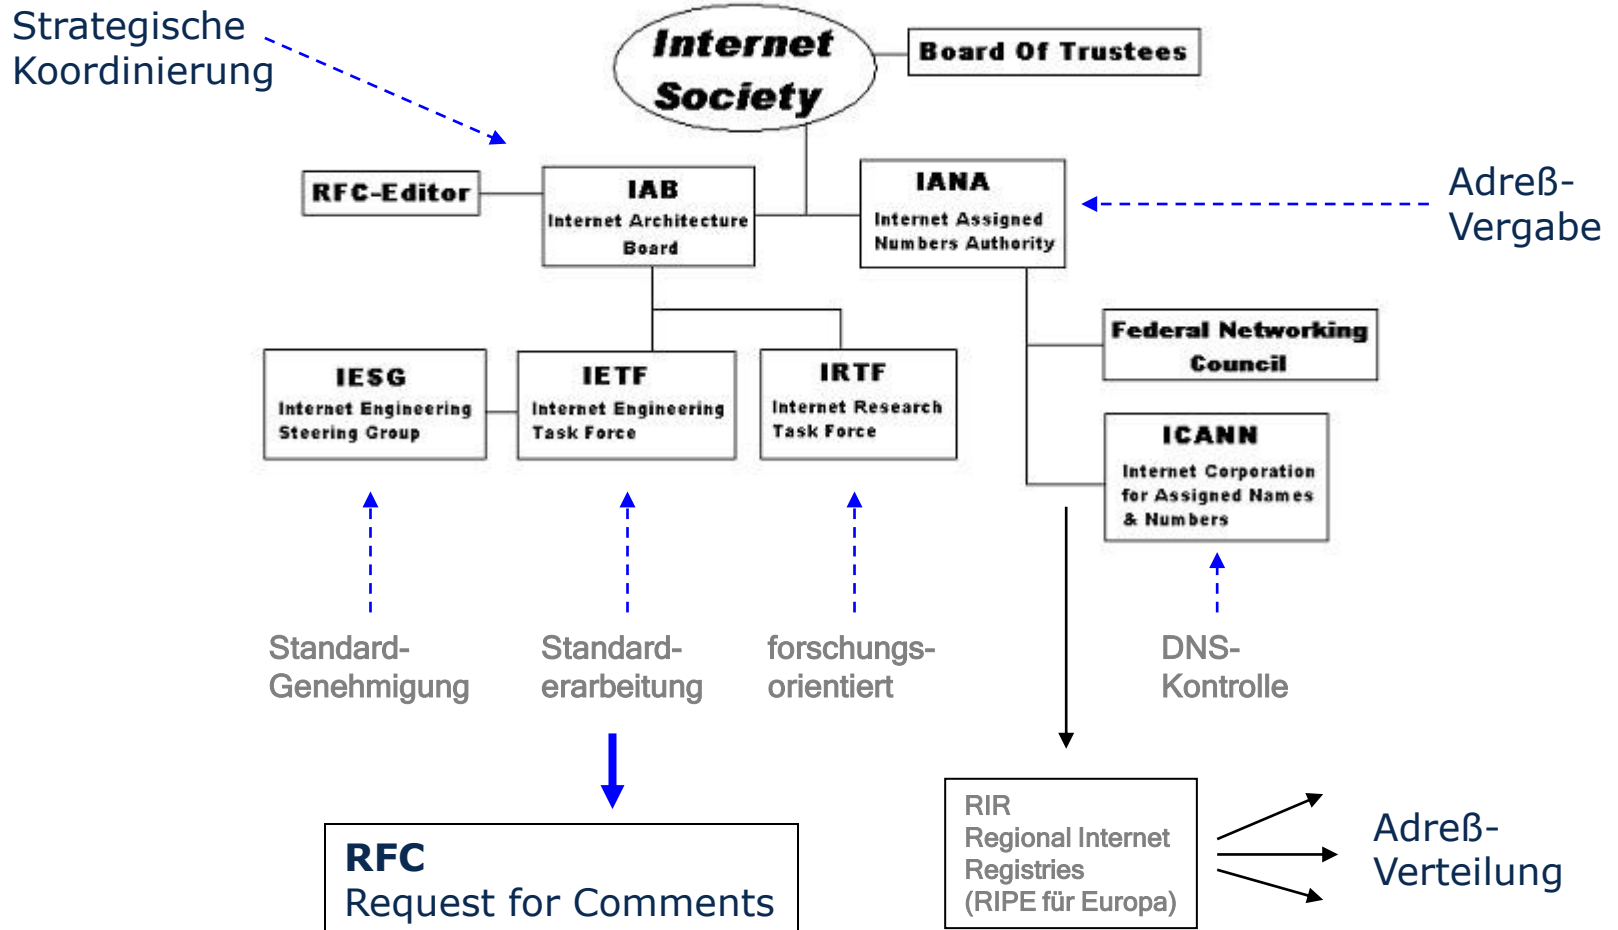 Strategische
Koordinierung
Internet
Society
Board Of Trustees
RFC-Editor
IAB
Internet Architecture
Board
IANA
Internet Assigned
Numbers Authority
Adreß-
Vergabe
Federal Networking
Council
IESG
Internet Engineering
Steering Group
IETF
Internet Engineering
Task Force
IRTF
Internet Research
Task Force
ICANN
Internet Corporation
for Assigned Names
& Numbers
Standard-
Genehmigung
Standard-
erarbeitung
forschungs-
orientiert
DNS-
Kontrolle
RFC
Request for Comments
RIR
Regional Internet
Registries
(RIPE für Europa)
Adreß-
Verteilung